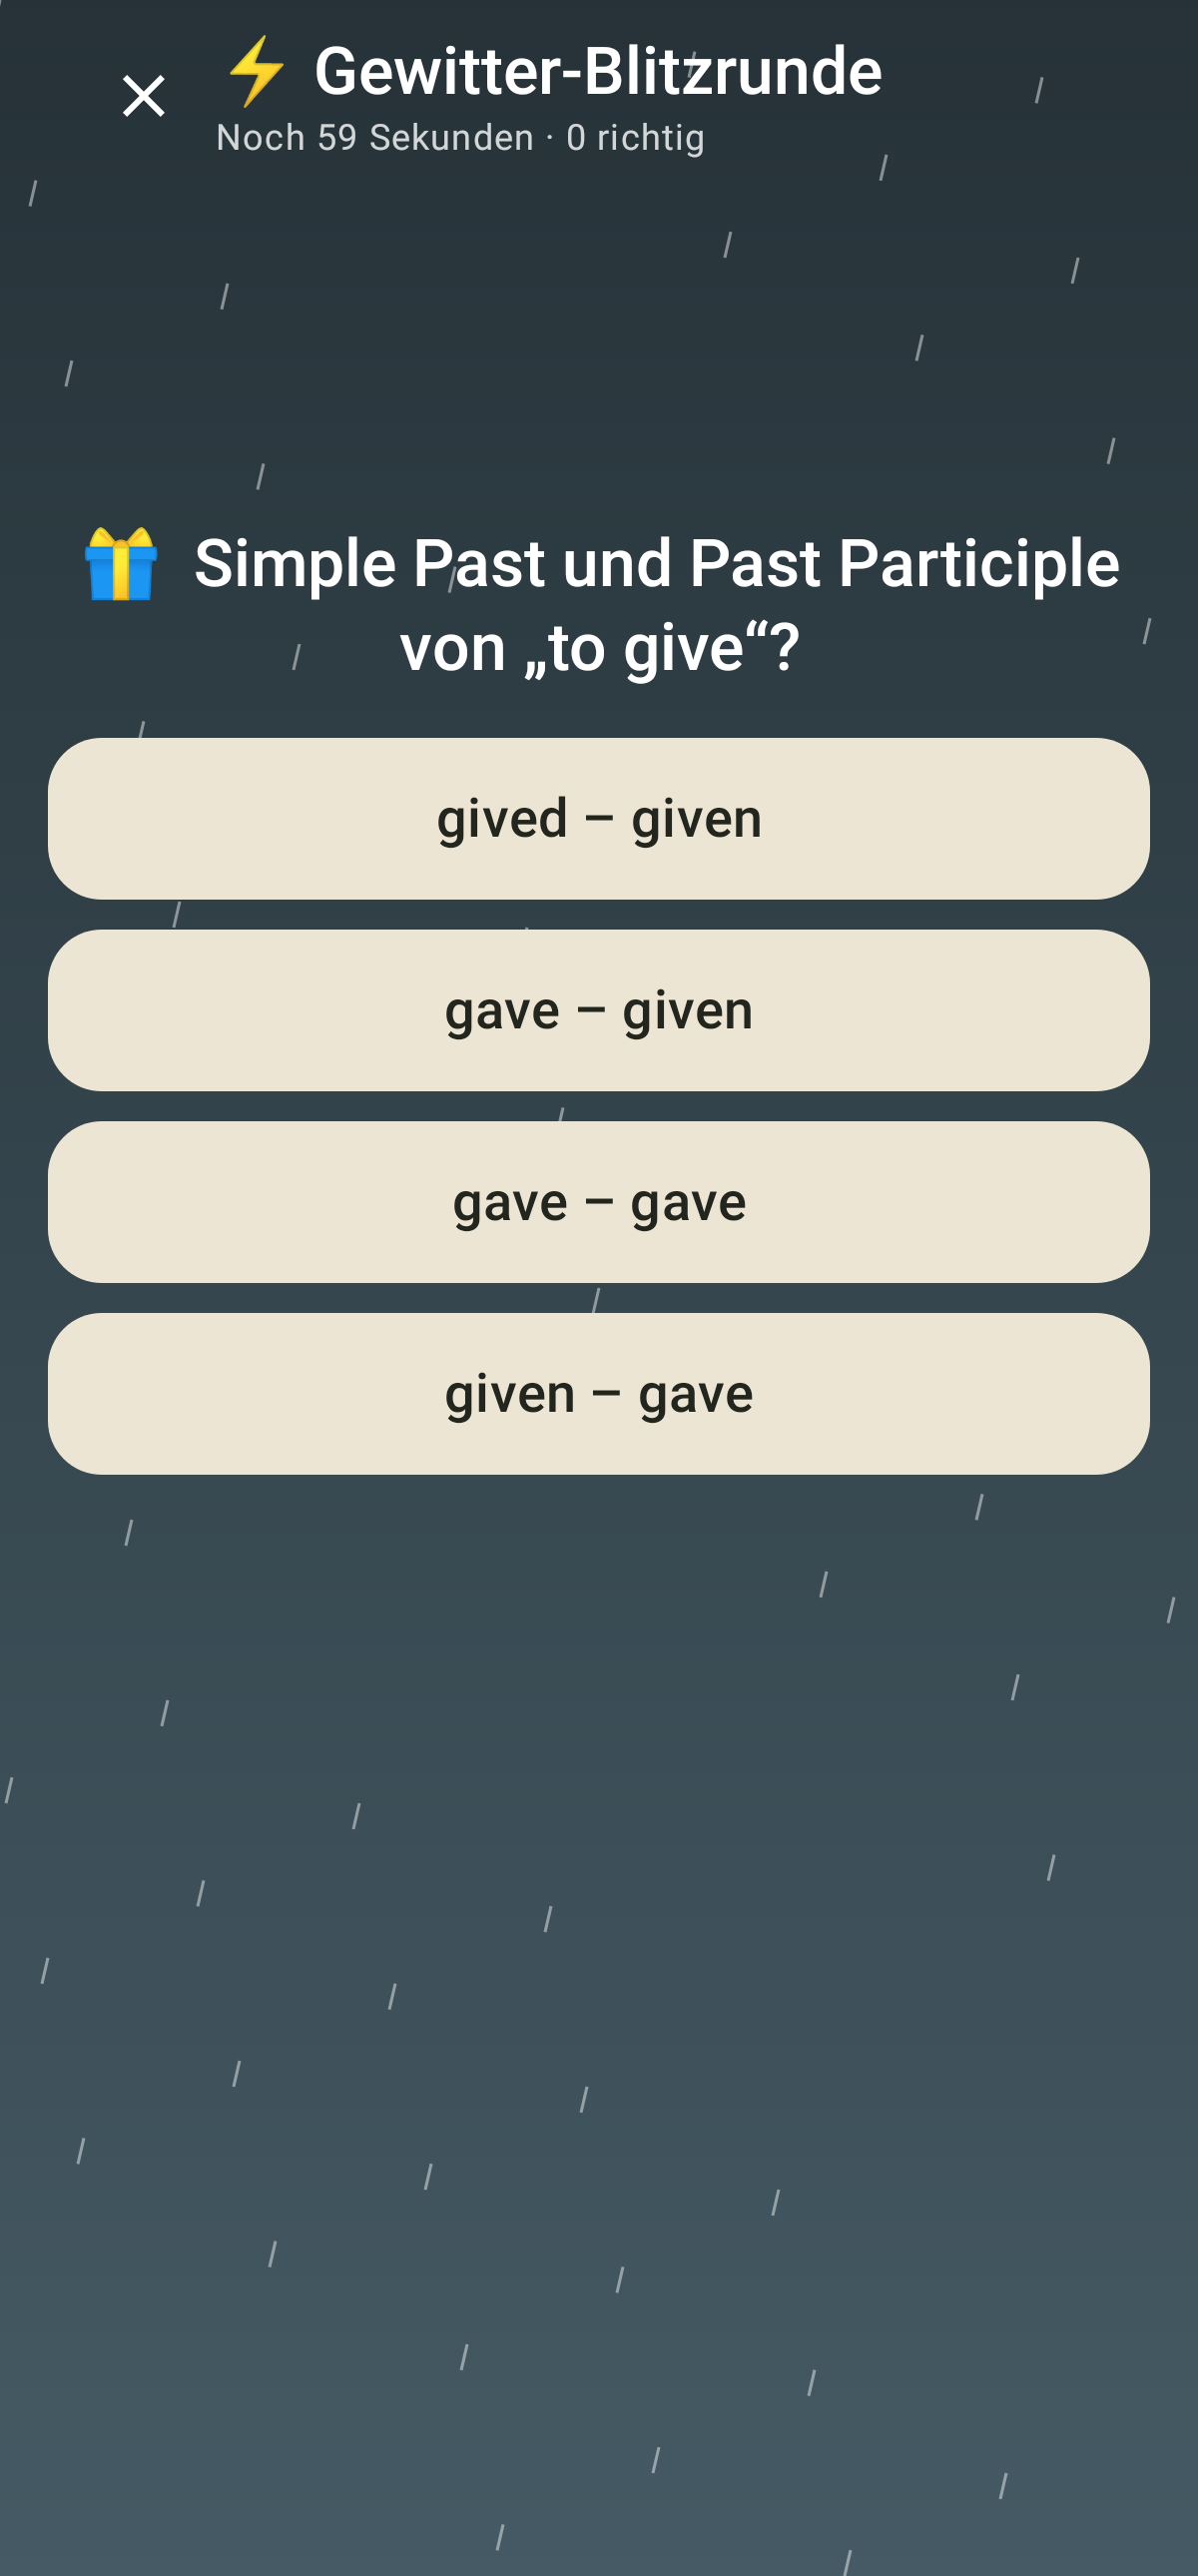 ⚡ Gewitter-Blitzrunde
Noch 59 Sekunden · 0 richtig
🎁 Simple Past und Past Participle
von „to give“?
gived – given
gave – given
gave – gave
given – gave